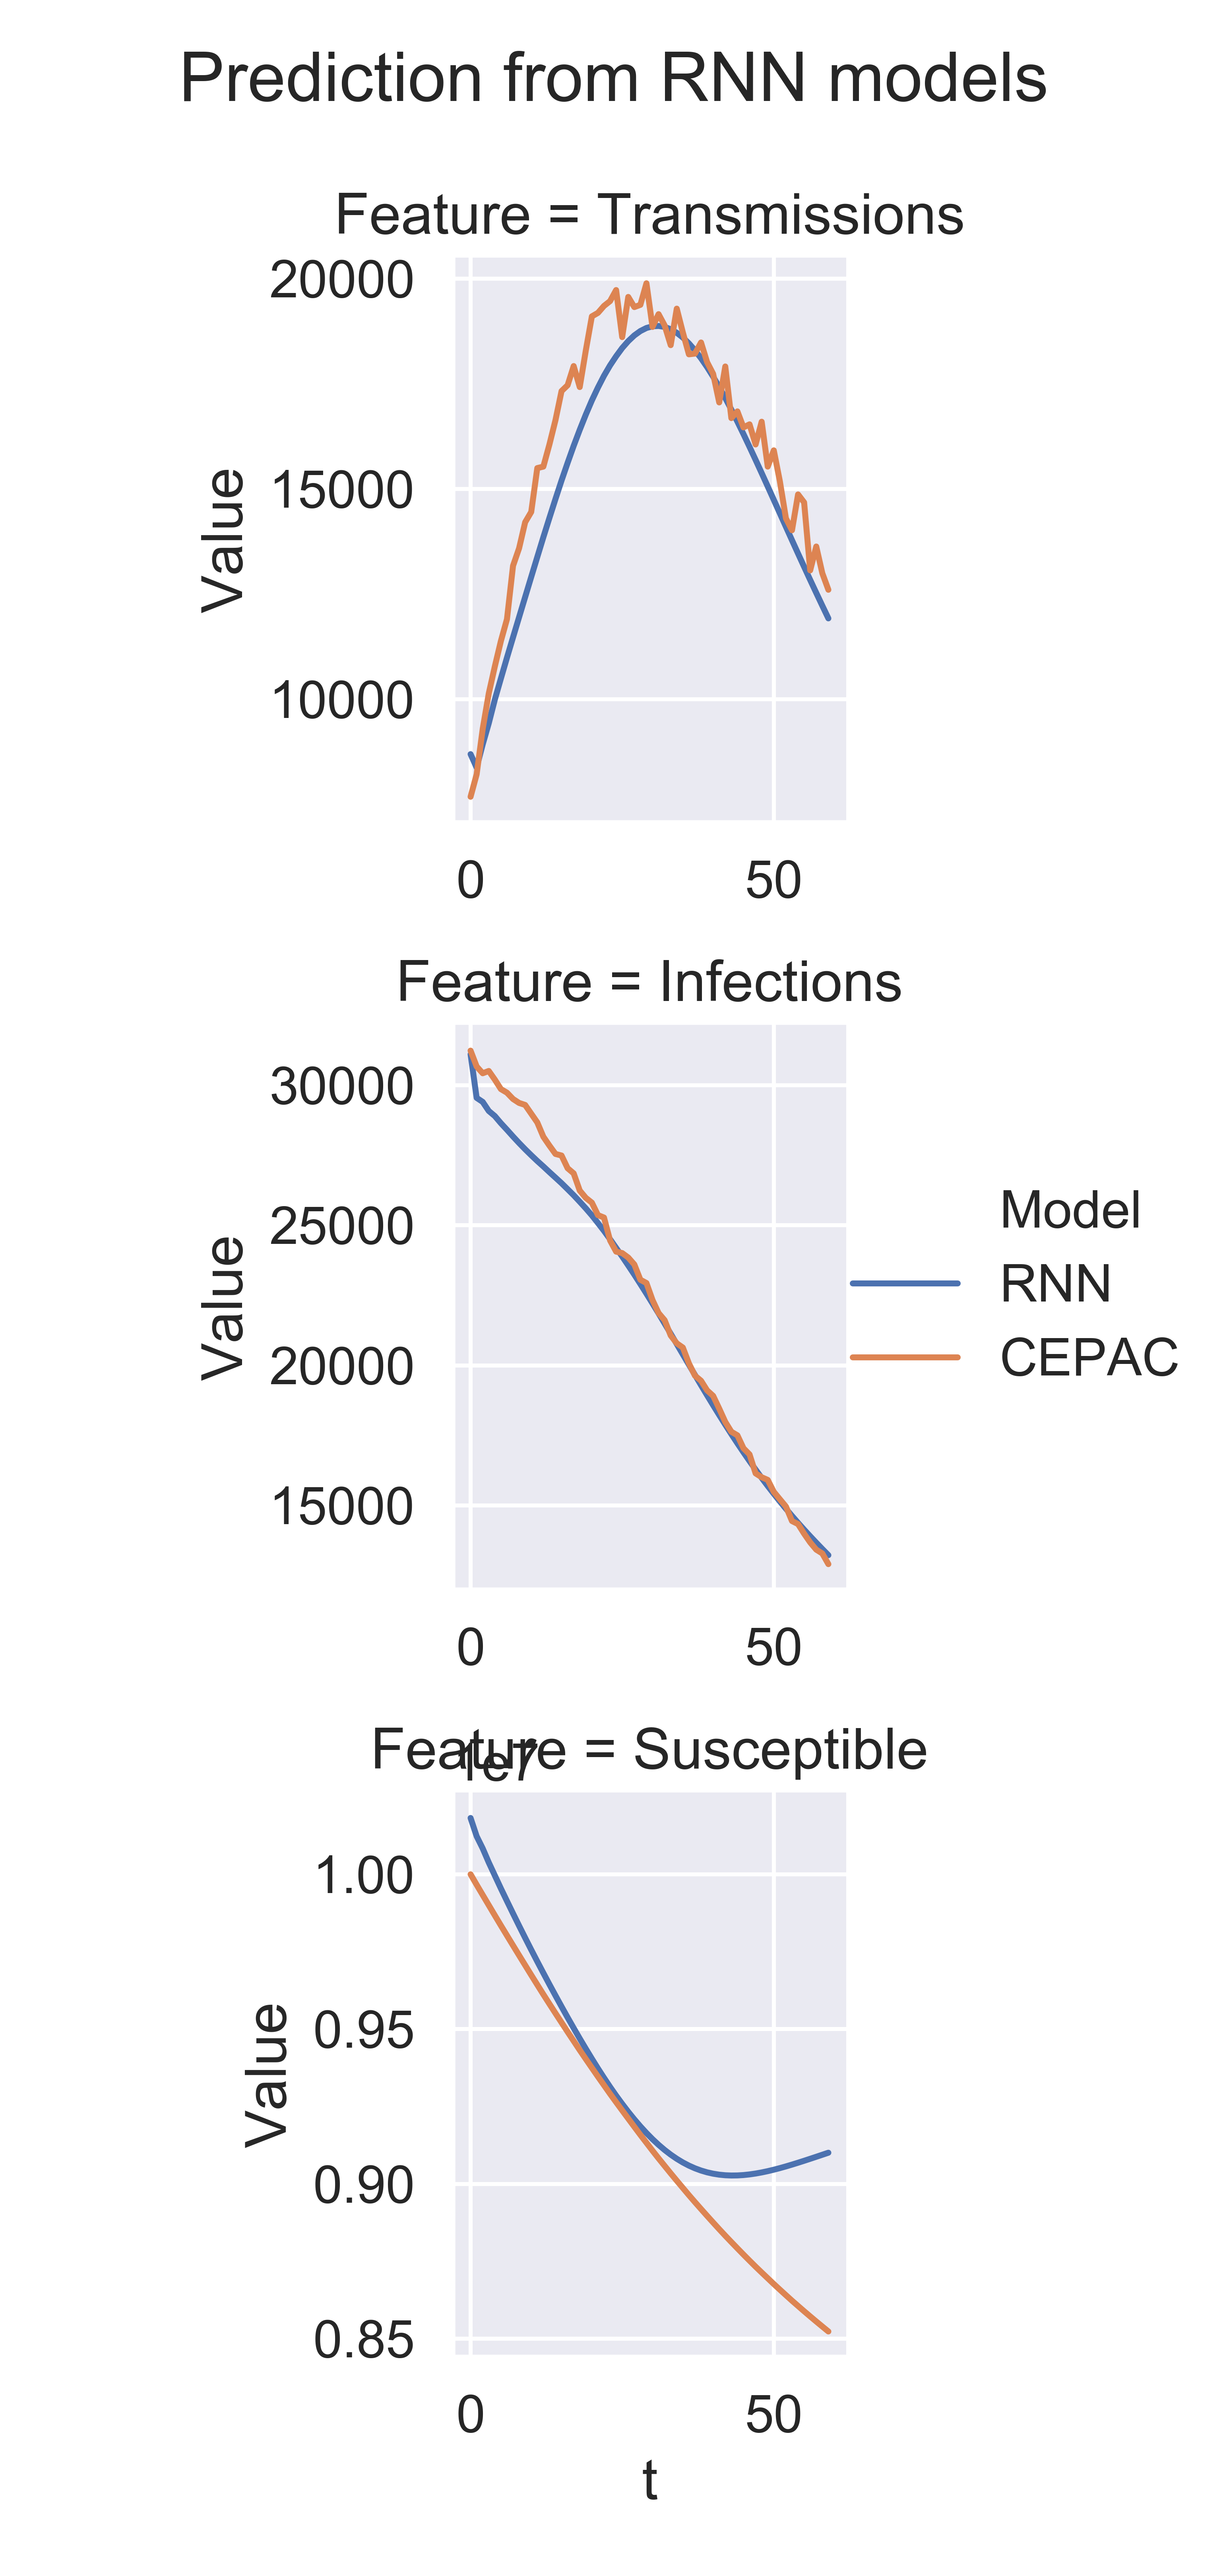 Prediction from RNN models
Feature = Transmissions
20000
15000
10000
Value
0 50
Feature = Infections
30000
25000
20000
15000
Value
0 50
Model
RNN
CEPAC
Feature = Susceptible
1e7
1.00
0.95
0.90
0.85
Value
0 50
t